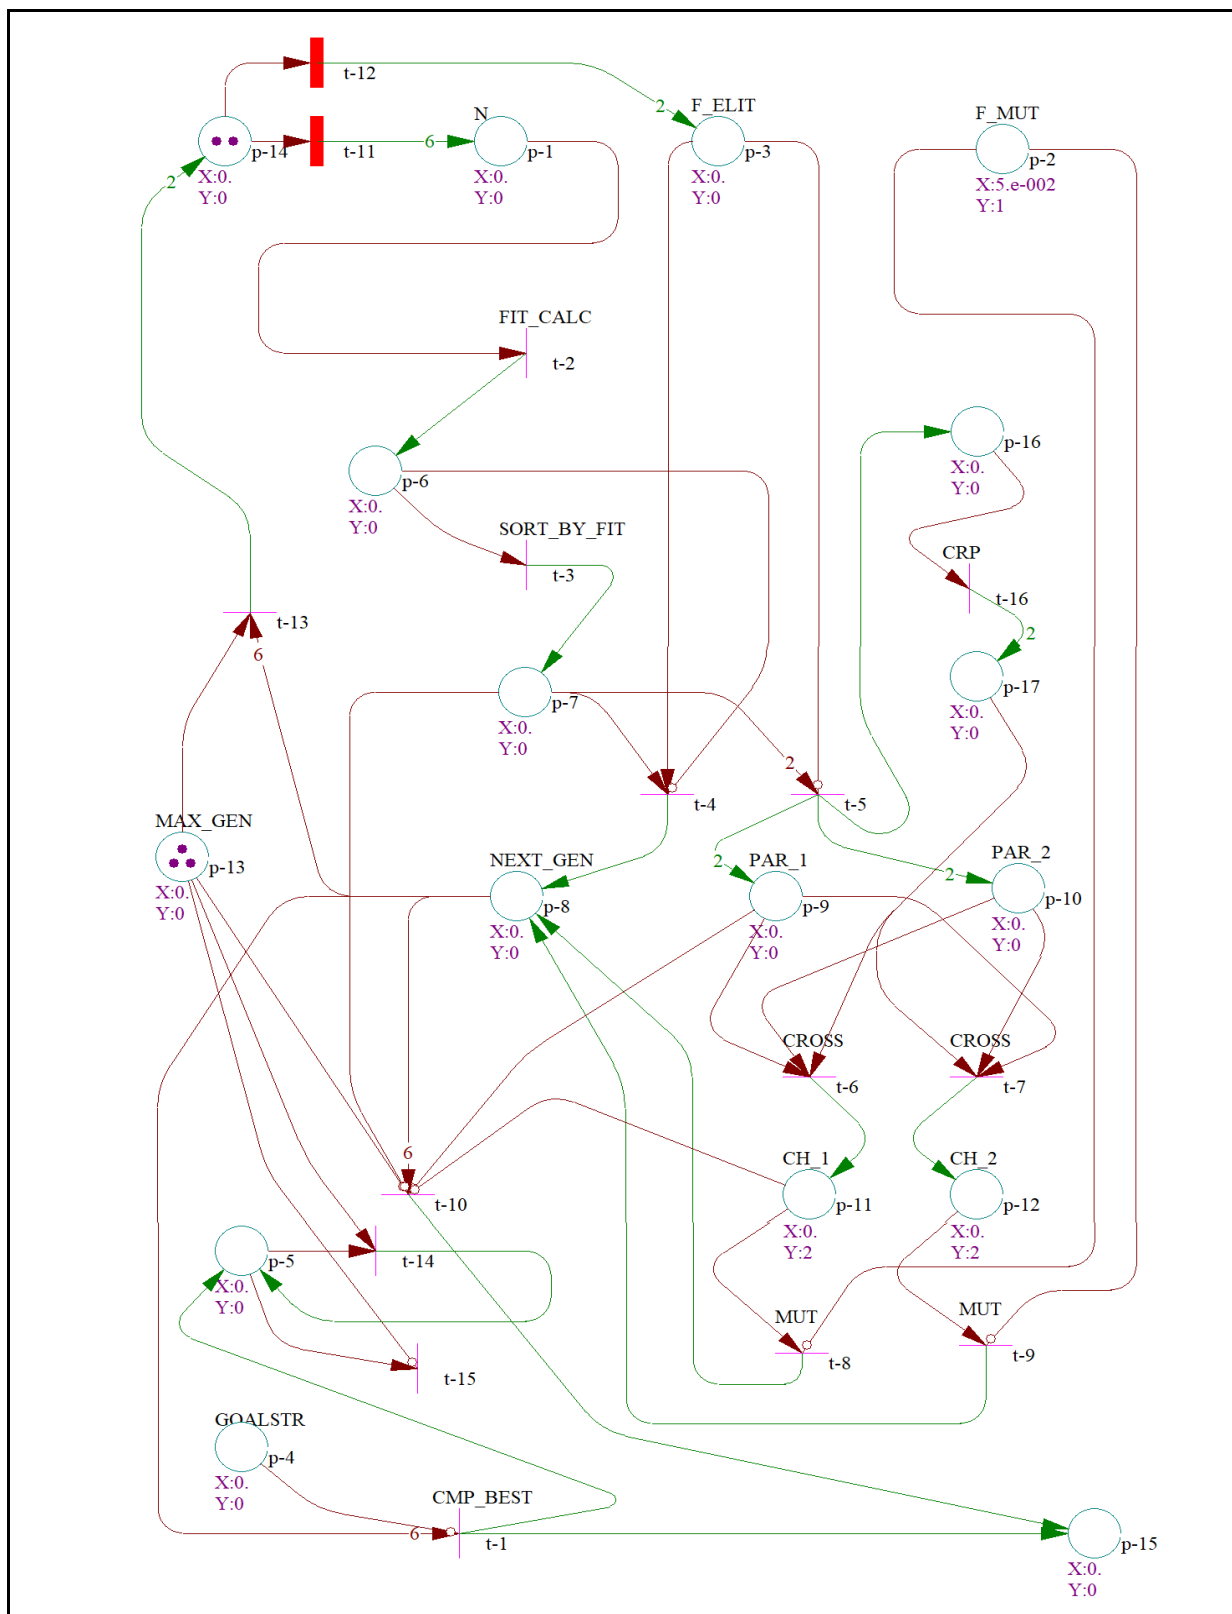 t-12
2
F_ELIT
F_MUT
N
p-14
t-11
6
p-1
p-3
p-2
2
X:0.
Y:0
X:0.
Y:0
X:0.
Y:0
X:5.e-002
Y:1
FIT_CALC
t-2
p-16
X:0.
Y:0
p-6
X:0.
Y:0
SORT_BY_FIT
t-3
CRP
t-16
2
t-13
6
p-17
X:0.
Y:0
p-7
X:0.
Y:0
2
t-4
t-5
MAX_GEN
p-13
X:0.
Y:0
NEXT_GEN
p-8
X:0.
Y:0
2
PAR_1
p-9
X:0.
Y:0
2
PAR_2
p-10
X:0.
Y:0
CROSS
t-6
CROSS
t-7
6
t-10
CH_1
p-11
X:0.
Y:2
CH_2
p-12
X:0.
Y:2
p-5
X:0.
Y:0
t-14
MUT
t-8
MUT
t-9
t-15
GOALSTR
p-4
X:0.
Y:0
CMP_BEST
6
t-1
p-15
X:0.
Y:0